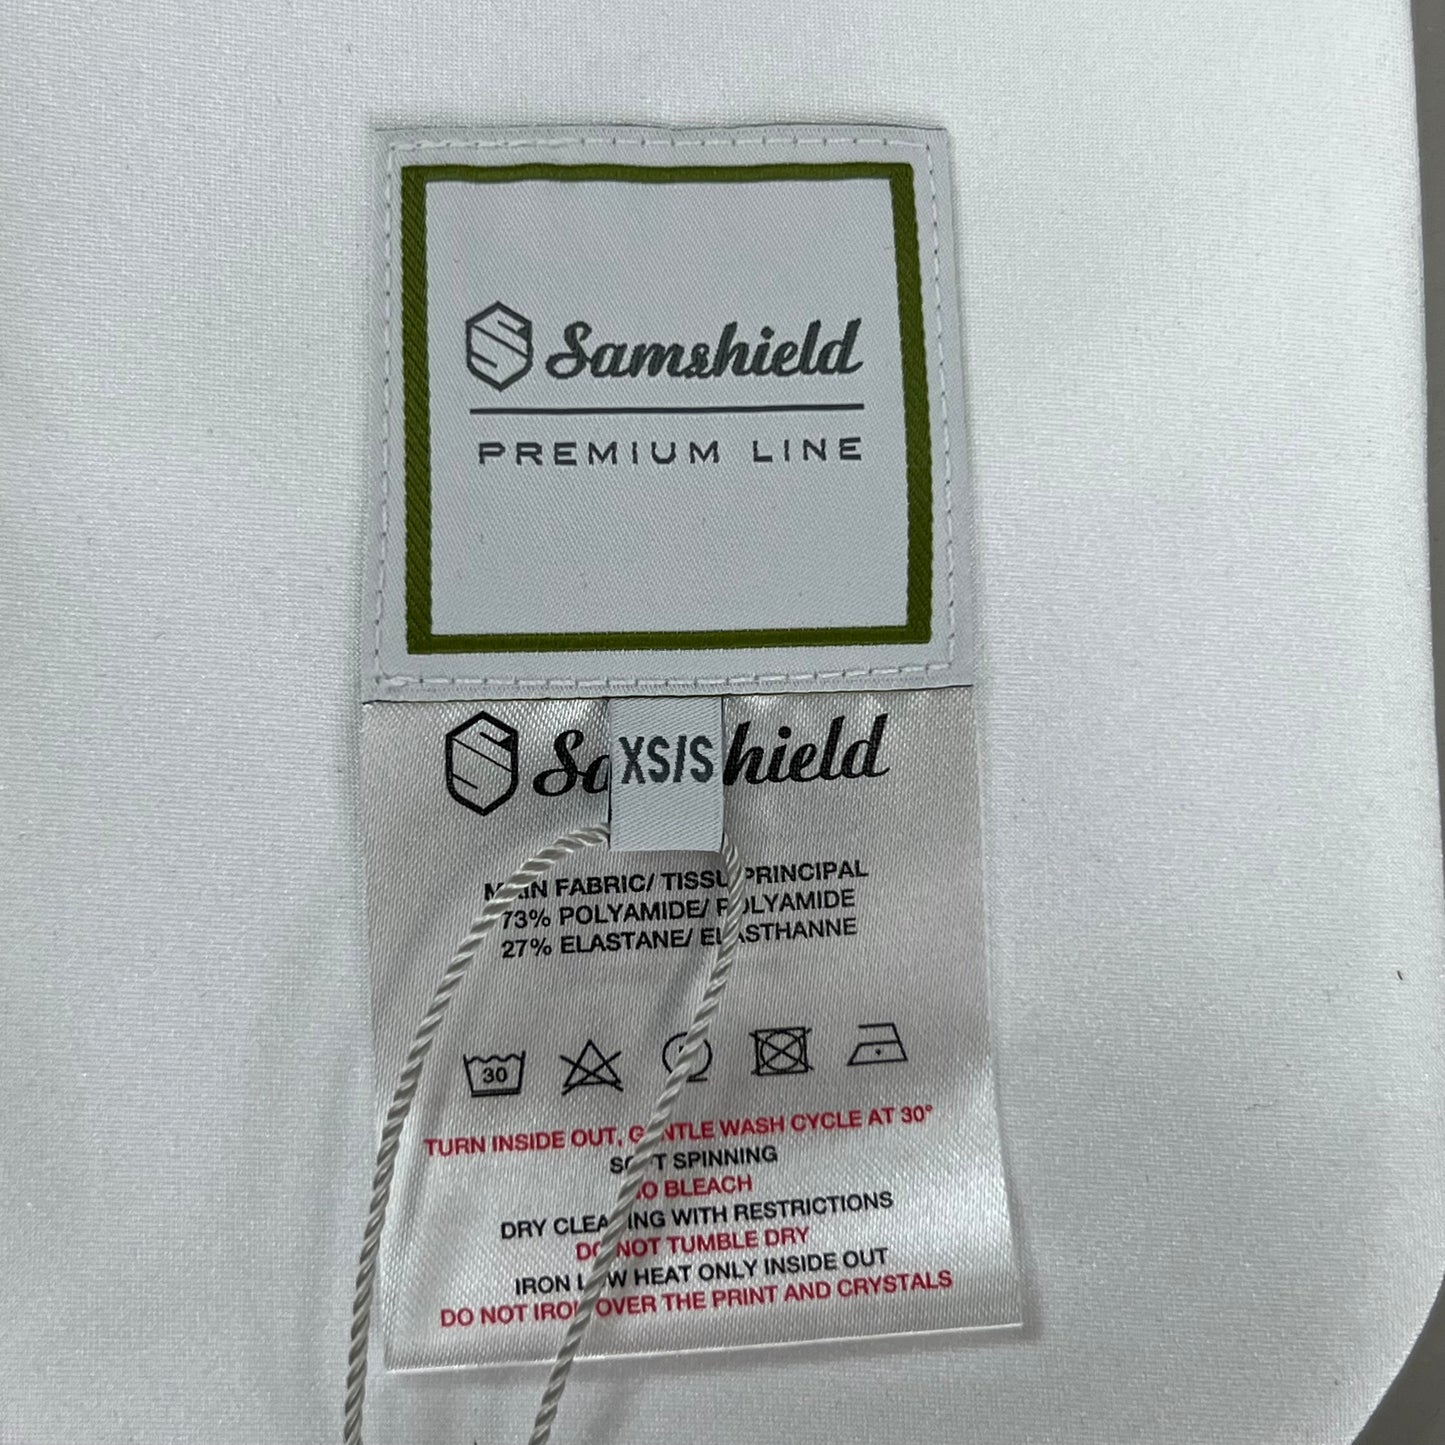 Samshield
PREMIUM LINE
Samshield
XS/S
MAIN FABRIC/ TISSU PRINCIPAL
73% POLYAMIDE/ POLYAMIDE
27% ELASTANE/ ELASTHANNE
30
TURN INSIDE OUT, GENTLE WASH CYCLE AT 30°
SOFT SPINNING
NO BLEACH
DRY CLEANING WITH RESTRICTIONS
DO NOT TUMBLE DRY
IRON LOW HEAT ONLY INSIDE OUT
DO NOT IRON OVER THE PRINT AND CRYSTALS